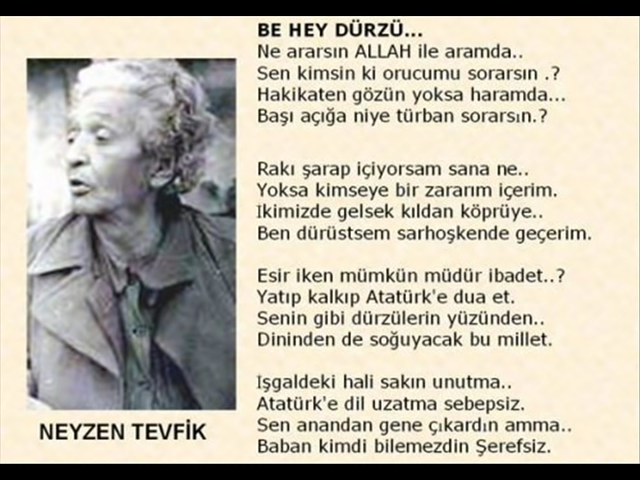 BE HEY DÜRZÜ...
Ne ararsın ALLAH ile aramda..
Sen kimsin ki orucumu sorarsın .?
Hakikaten gözün yoksa haramda...
Başı açığa niye türban sorarsın.?
Rakı şarap içiyorsam sana ne..
Yoksa kimseye bir zararım içerim.
İkimizde gelsek kıldan köprüye..
Ben dürüstsem sarhoşkende geçerim.
Esir iken mümkün müdür ibadet..?
Yatıp kalkıp Atatürk'e dua et.
Senin gibi dürzülerin yüzünden..
Dininden de soğuyacak bu millet.
İşgaldeki hali sakın unutma..
Atatürk'e dil uzatma sebepsiz.
Sen anandan gene çıkardın amma..
Baban kimdi bilemezdin Şerefsiz.
NEYZEN TEVFİK